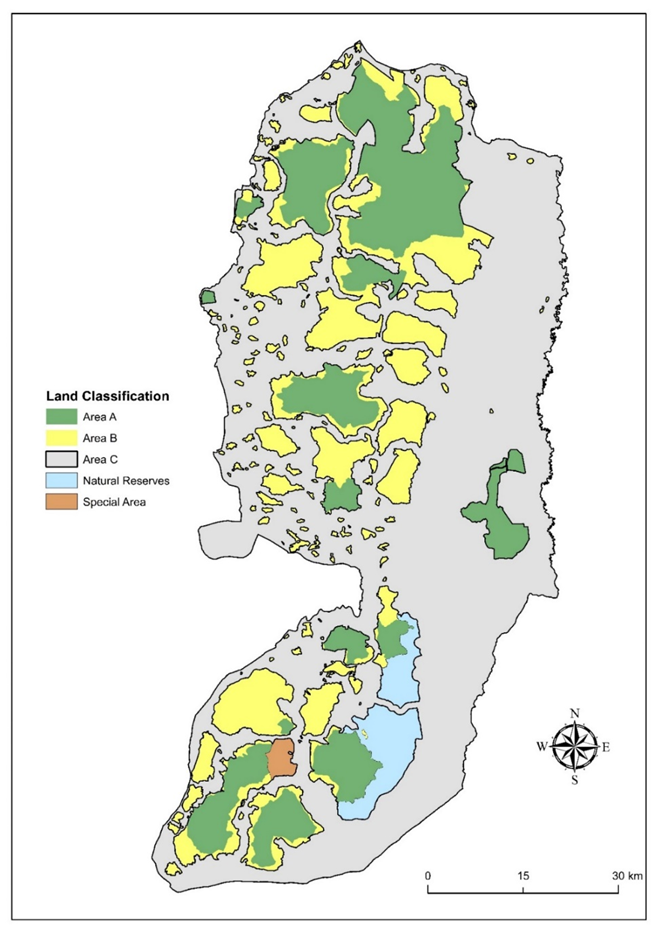 Land Classification
Area A
Area B
Area C
Natural Reserves
Special Area
N
W E
S
0 15 30 km